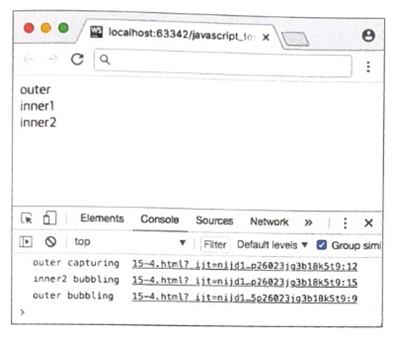 localhost:63342/javascript_te
outer
inner1
inner2
Elements Console Sources Network »
top Filter Default levels Group simi
outer capturing 15-4.html?_ijt=nijd1…p26023jg3b18k5t9:12
inner2 bubbling 15-4.html?_ijt=nijd1…p26023jg3b18k5t9:15
outer bubbling 15-4.html?_ijt=nijd1…5p26023jg3b18k5t9:9
>